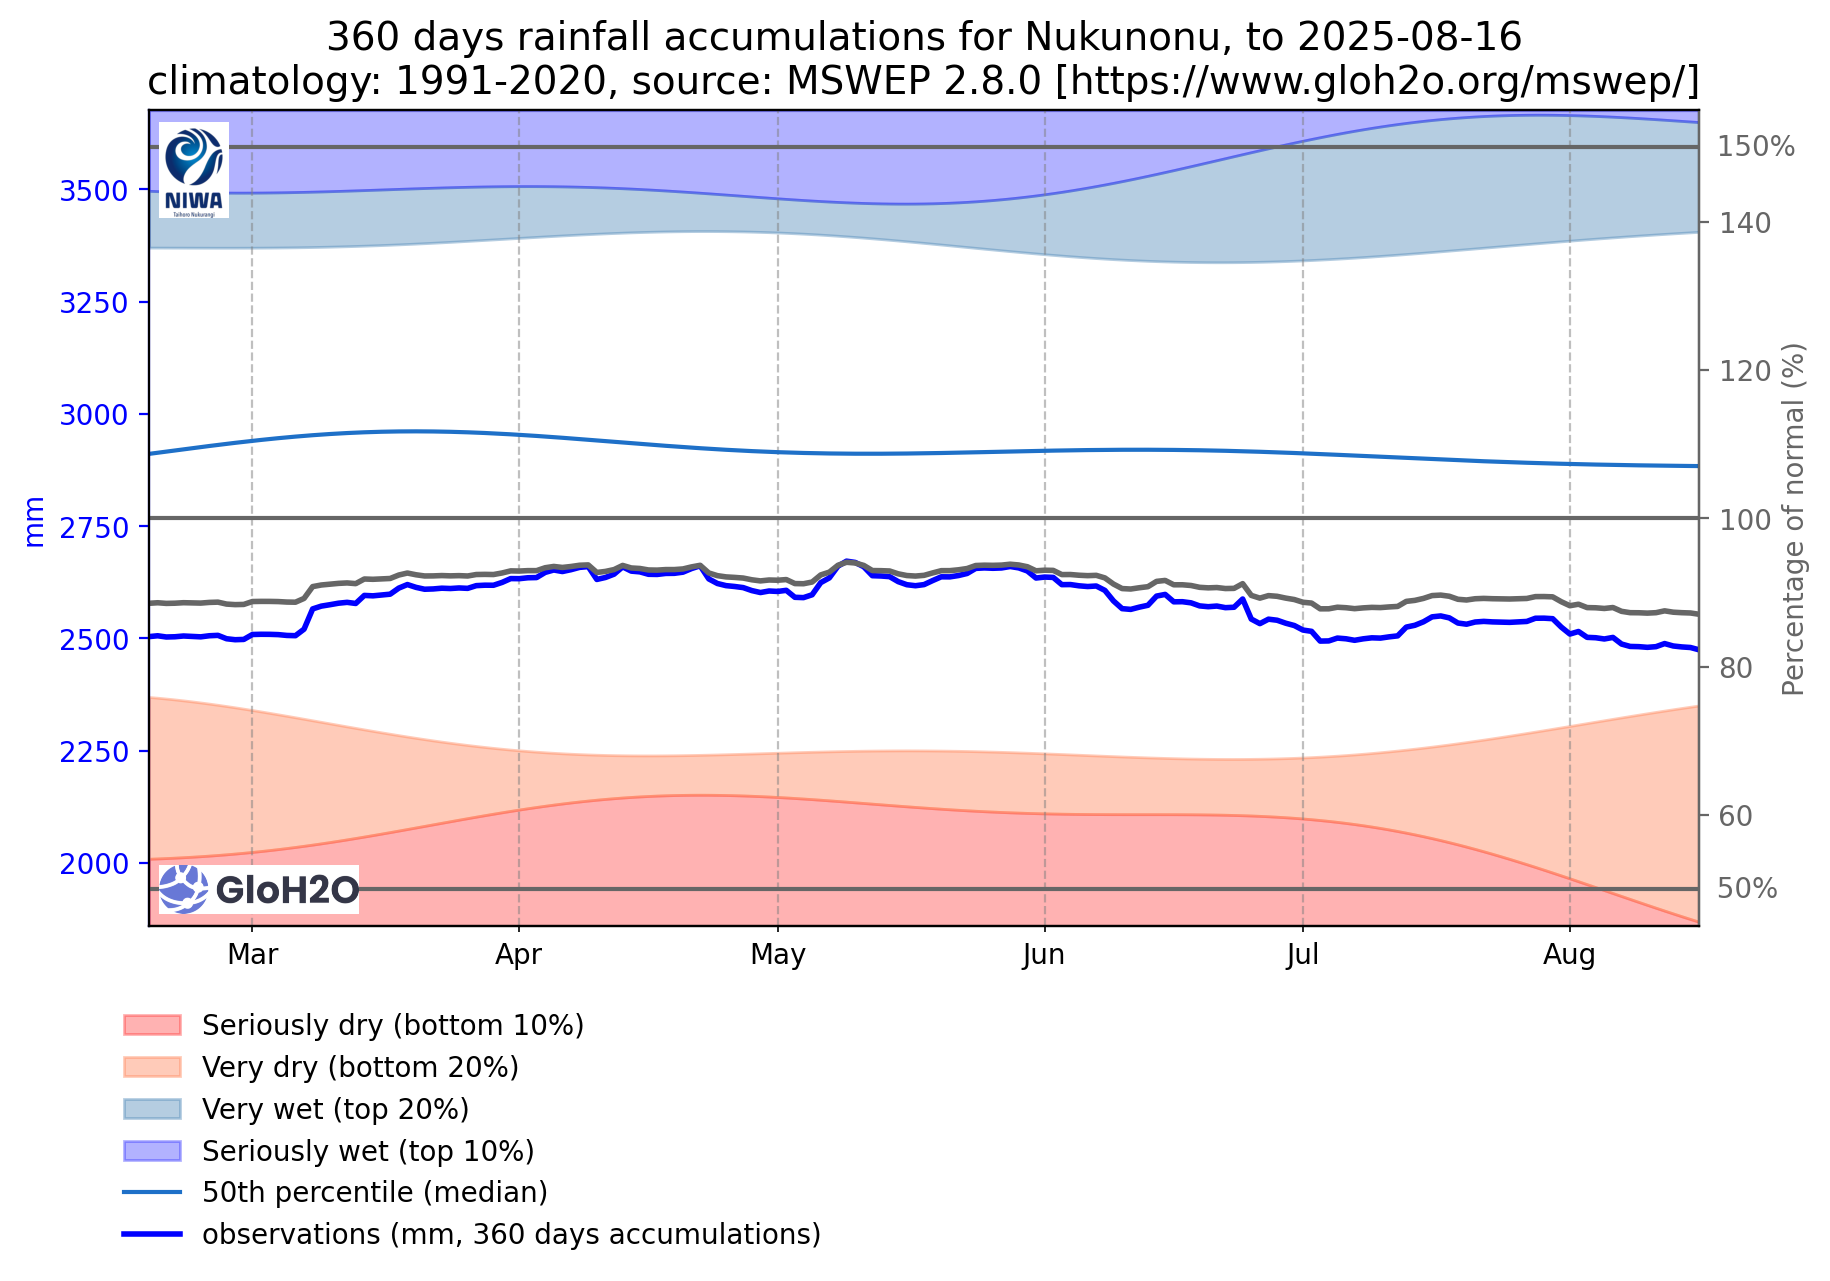 360 days rainfall accumulations for Nukunonu, to 2025-08-16
climatology: 1991-2020, source: MSWEP 2.8.0 [https://www.gloh2o.org/mswep/]
NIWA
Taihoro Nukurangi
3500
3250
3000
2750
2500
2250
2000
mm
150%
140
120
100
80
60
50%
Percentage of normal (%)
GloH2O
Mar
Apr
May
Jun
Jul
Aug
Seriously dry (bottom 10%)
Very dry (bottom 20%)
Very wet (top 20%)
Seriously wet (top 10%)
50th percentile (median)
observations (mm, 360 days accumulations)